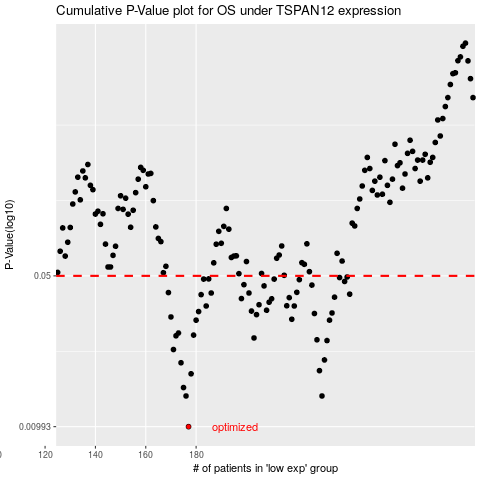 Cumulative P-Value plot for OS under TSPAN12 expression
P-Value(log10)
0.05
0.00993
optimized
0 120 140 160 180
# of patients in 'low exp' group